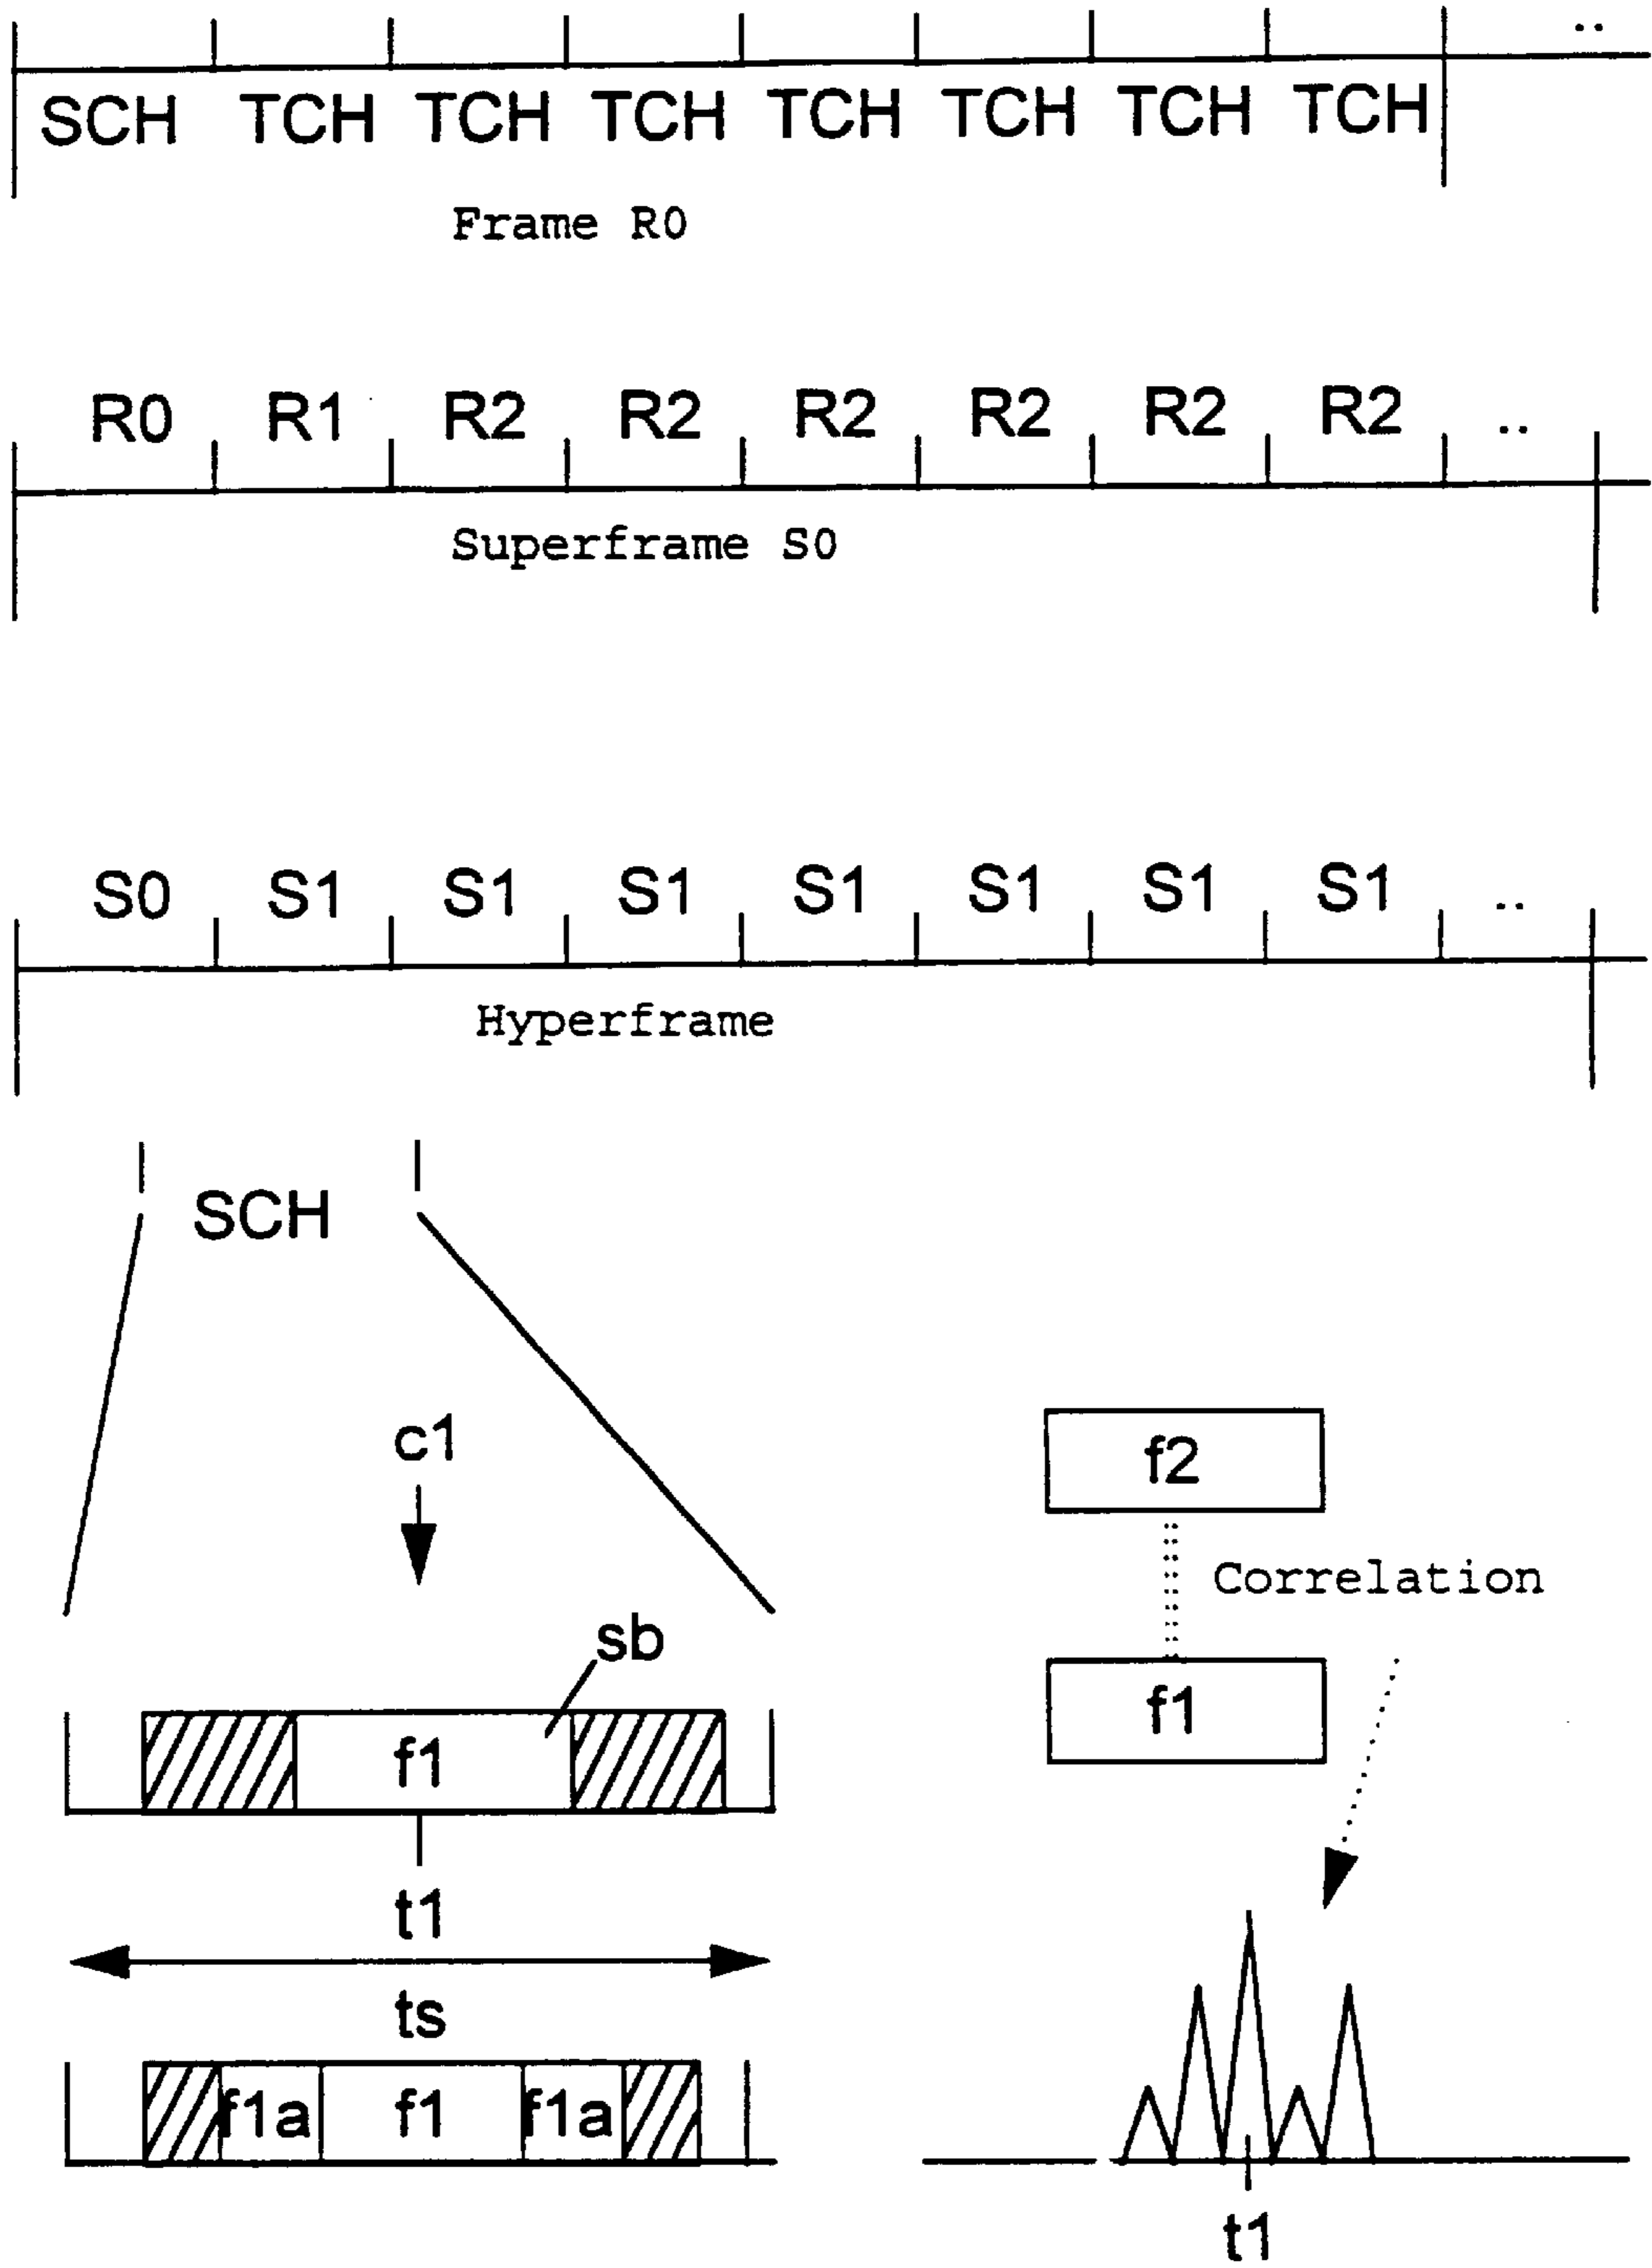 ..
SCH TCH TCH TCH TCH TCH TCH TCH
Frame R0
R0 R1 R2 R2 R2 R2 R2 R2 ..
Superframe S0
S0 S1 S1 S1 S1 S1 S1 S1 ..
Hyperframe
SCH
c1
f2
Correlation
sb
f1
f1
t1
ts
f1a f1 f1a
t1